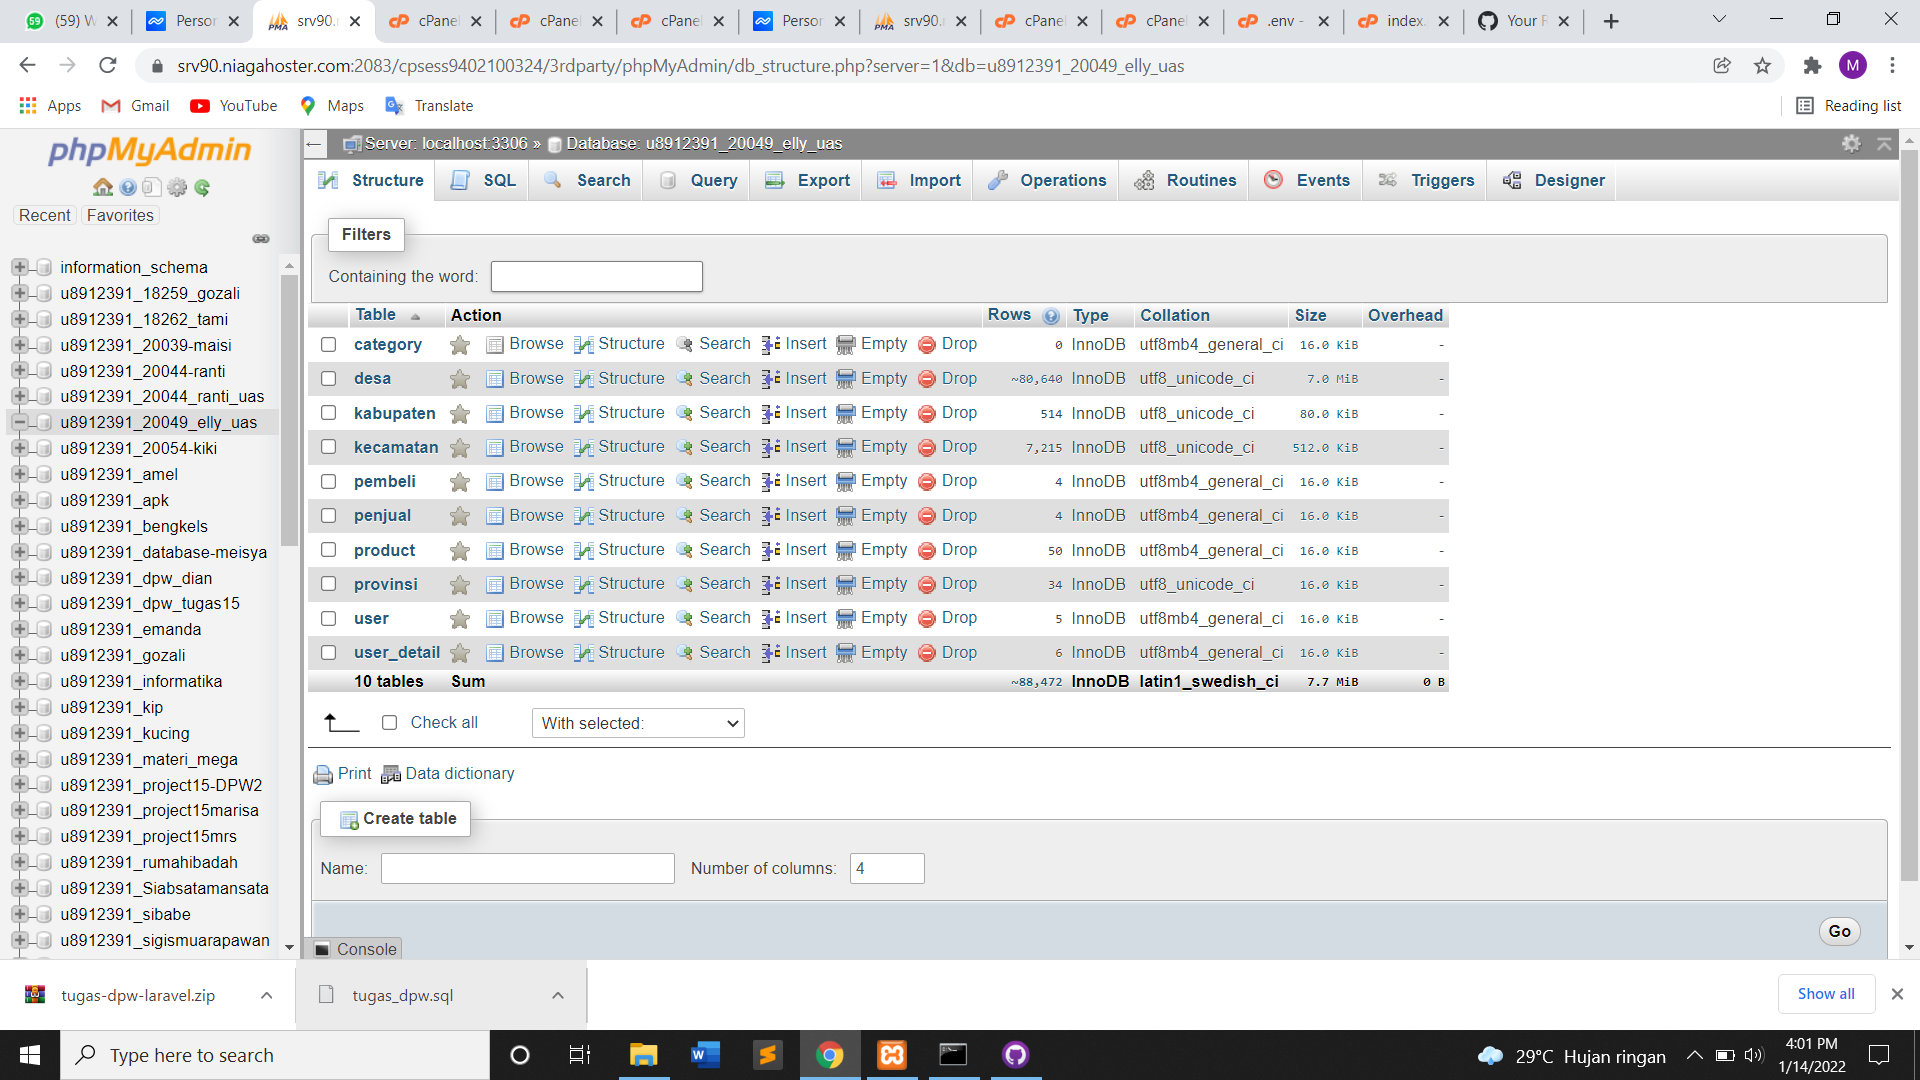 (59) W
Person
srv90.r
cPanel
cPanel
cPanel
Person
srv90.
cPanel
cPanel
.env -
index.
Your R
srv90.niagahoster.com:2083/cpsess9402100324/3rdparty/phpMyAdmin/db_structure.php?server=1&db=u8912391_20049_elly_uas
M
Apps Gmail YouTube Maps Translate Reading list
phpMyAdmin
Recent Favorites
information_schema
u8912391_18259_gozali
u8912391_18262_tami
u8912391_20039-maisi
u8912391_20044-ranti
u8912391_20044_ranti_uas
u8912391_20049_elly_uas
u8912391_20054-kiki
u8912391_amel
u8912391_apk
u8912391_bengkels
u8912391_database-meisya
u8912391_dpw_dian
u8912391_dpw_tugas15
u8912391_emanda
u8912391_gozali
u8912391_informatika
u8912391_kip
u8912391_kucing
u8912391_materi_mega
u8912391_project15-DPW2
u8912391_project15marisa
u8912391_project15mrs
u8912391_rumahibadah
u8912391_Siabsatamansata
u8912391_sibabe
u8912391_sigismuarapawan
Server: localhost:3306 » Database: u8912391_20049_elly_uas
Structure SQL Search Query Export Import Operations Routines Events Triggers Designer
Filters
Containing the word:
Table Action Rows Type Collation Size Overhead
category Browse Structure Search Insert Empty Drop 0 InnoDB utf8mb4_general_ci 16.0 KiB -
desa Browse Structure Search Insert Empty Drop ~80,640 InnoDB utf8_unicode_ci 7.0 MiB -
kabupaten Browse Structure Search Insert Empty Drop 514 InnoDB utf8_unicode_ci 80.0 KiB -
kecamatan Browse Structure Search Insert Empty Drop 7,215 InnoDB utf8_unicode_ci 512.0 KiB -
pembeli Browse Structure Search Insert Empty Drop 4 InnoDB utf8mb4_general_ci 16.0 KiB -
penjual Browse Structure Search Insert Empty Drop 4 InnoDB utf8mb4_general_ci 16.0 KiB -
product Browse Structure Search Insert Empty Drop 50 InnoDB utf8mb4_general_ci 16.0 KiB -
provinsi Browse Structure Search Insert Empty Drop 34 InnoDB utf8_unicode_ci 16.0 KiB -
user Browse Structure Search Insert Empty Drop 5 InnoDB utf8mb4_general_ci 16.0 KiB -
user_detail Browse Structure Search Insert Empty Drop 6 InnoDB utf8mb4_general_ci 16.0 KiB -
10 tables Sum ~88,472 InnoDB latin1_swedish_ci 7.7 MiB 0 B
Check all With selected:
Print Data dictionary
Create table
Name: Number of columns: 4
Go
Console
tugas-dpw-laravel.zip
tugas_dpw.sql
Show all
Type here to search
29°C Hujan ringan
4:01 PM
1/14/2022